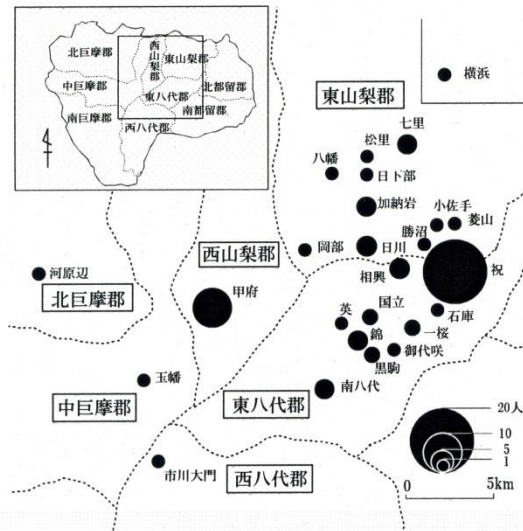 北巨摩郡
西山梨郡
東山梨郡
中巨摩郡
北都留郡
東八代郡
南巨摩郡
南都留郡
西八代郡
横浜
東山梨郡
七里
松里
八幡
日下部
加納岩
小佐手
菱山
勝沼
西山梨郡
岡部
日川
祝
相興
河原辺
北巨摩郡
甲府
石庫
国立
英
一桜
錦
御代咲
黒駒
玉幡
中巨摩郡
東八代郡
南八代
20人
10
5
1
市川大門
西八代郡
0
5km